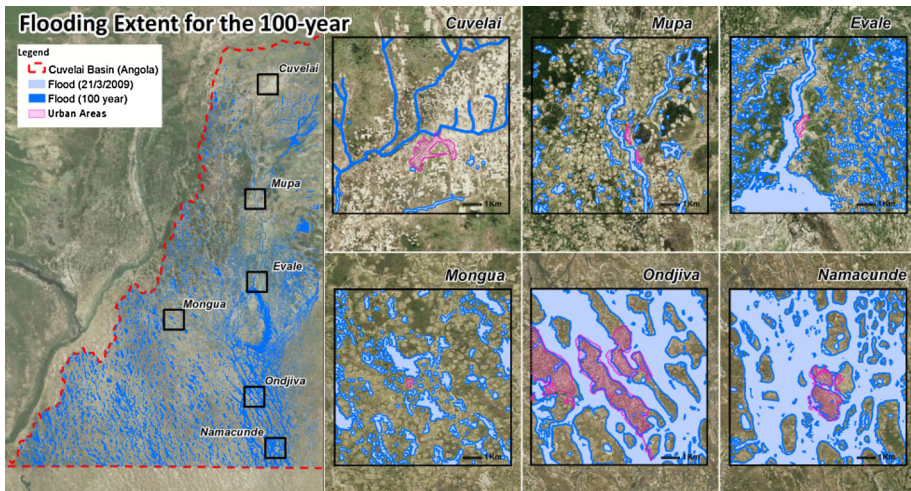 Flooding Extent for the 100-year
Legend
Cuvelai Basin (Angola)
Flood (21/3/2009)
Flood (100 year)
Urban Areas
Cuvelai
Mupa
Evale
Mongua
Ondjiva
Namacunde
Cuvelai
Mupa
1Km
Evale
1Km
1Km
Mongua
1Km
Ondjiva
1Km
Namacunde
1Km